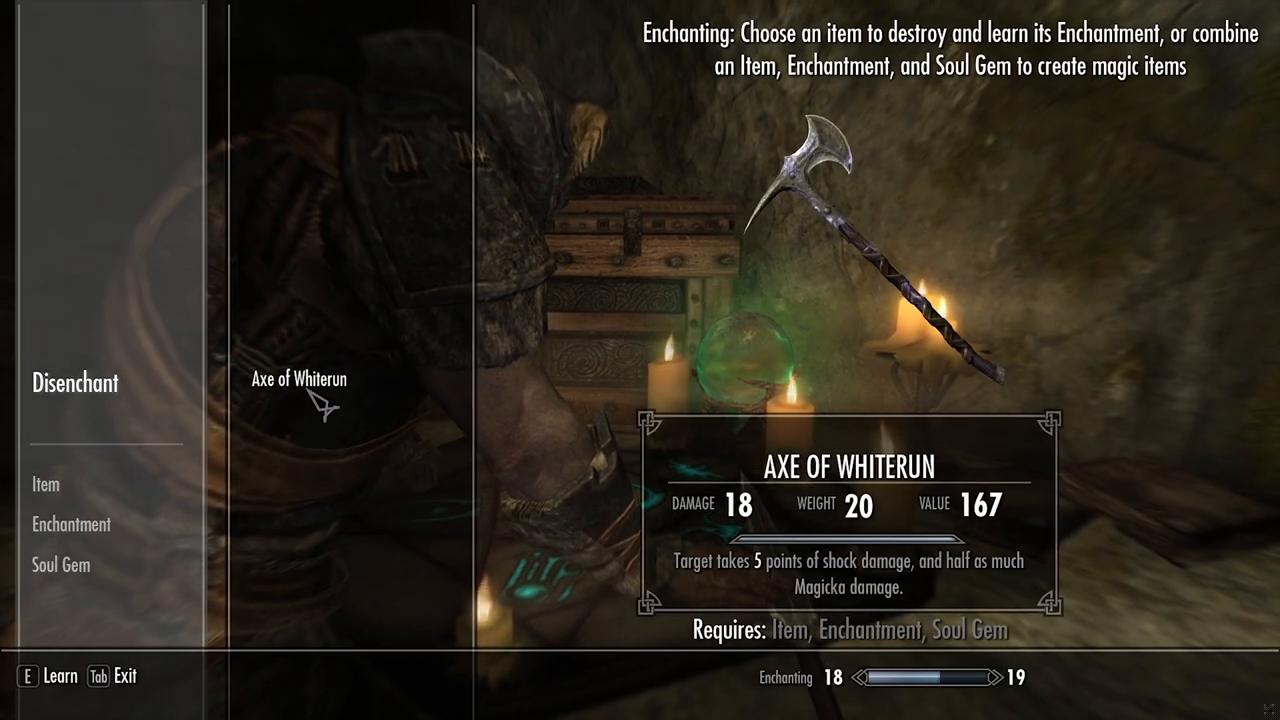 Enchanting: Choose an item to destroy and learn its Enchantment, or combine
an Item, Enchantment, and Soul Gem to create magic items
Disenchant
Axe of Whiterun
Item
Enchantment
Soul Gem
AXE OF WHITERUN
DAMAGE 18 WEIGHT 20 VALUE 167
Target takes 5 points of shock damage, and half as much
Magicka damage.
Requires: Item, Enchantment, Soul Gem
E Learn Tab Exit
Enchanting 18 19